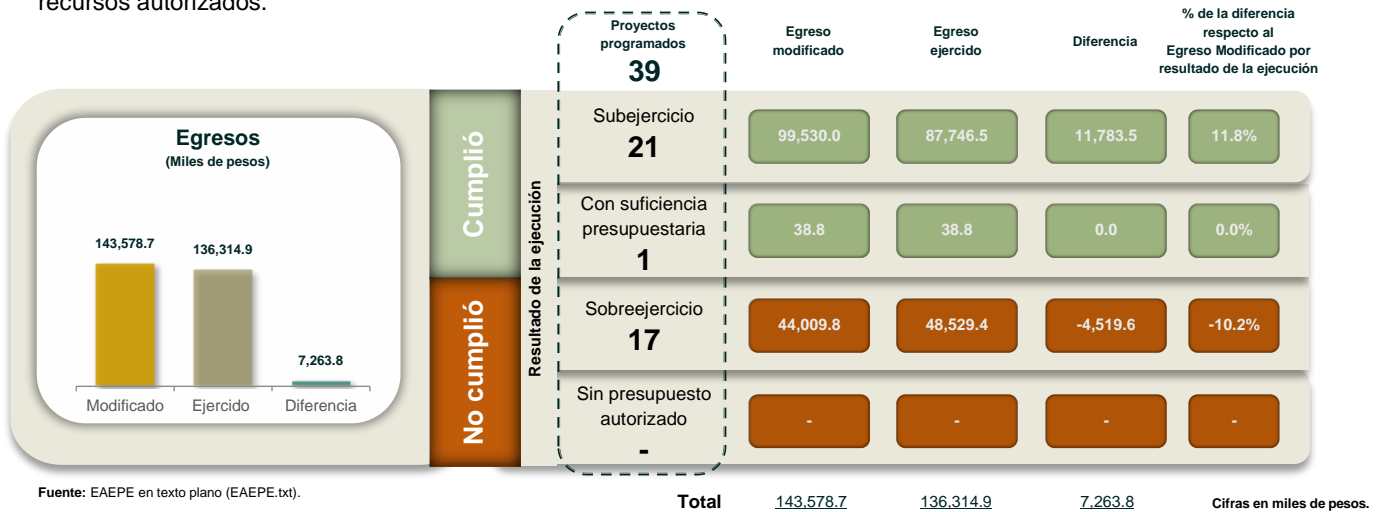 recursos autorizados.
Proyectos
programados
39
Egreso
modificado
Egreso
ejercido
Diferencia
% de la diferencia
respecto al
Egreso Modificado por
resultado de la ejecución
Egresos
(Miles de pesos)
143,578.7
136,314.9
7,263.8
Modificado
Ejercido
Diferencia
Cumplió
No cumplió
Resultado de la ejecución
Subejercicio
21
99,530.0
87,746.5
11,783.5
11.8%
Con suficiencia
presupuestaria
1
38.8
38.8
0.0
0.0%
Sobreejercicio
17
44,009.8
48,529.4
-4,519.6
-10.2%
Sin presupuesto
autorizado
-
-
-
-
-
Fuente: EAEPE en texto plano (EAEPE.txt).
Total
143,578.7
136,314.9
7,263.8
Cifras en miles de pesos.